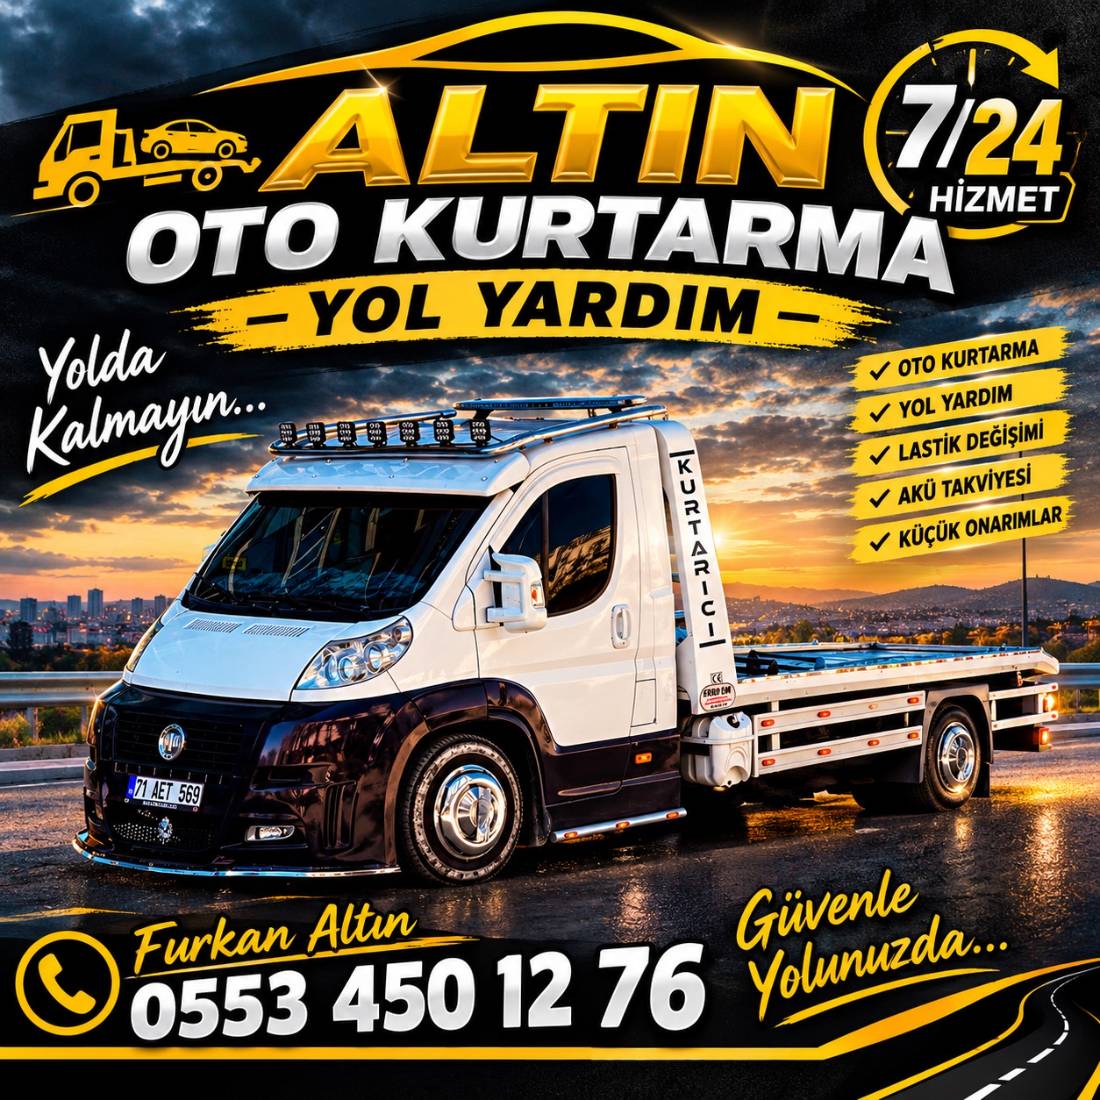 ALTIN
7/24
HİZMET
OTO KURTARMA
- YOL YARDIM -
Yolda
Kalmayın...
✓ OTO KURTARMA
✓ YOL YARDIM
✓ LASTİK DEĞİŞİMİ
✓ AKÜ TAKVİYESİ
✓ KÜÇÜK ONARIMLAR
KURTARICI
CE
71 AET 569
Furkan Altın
0553 450 12 76
Güvenle
Yolunuzda...